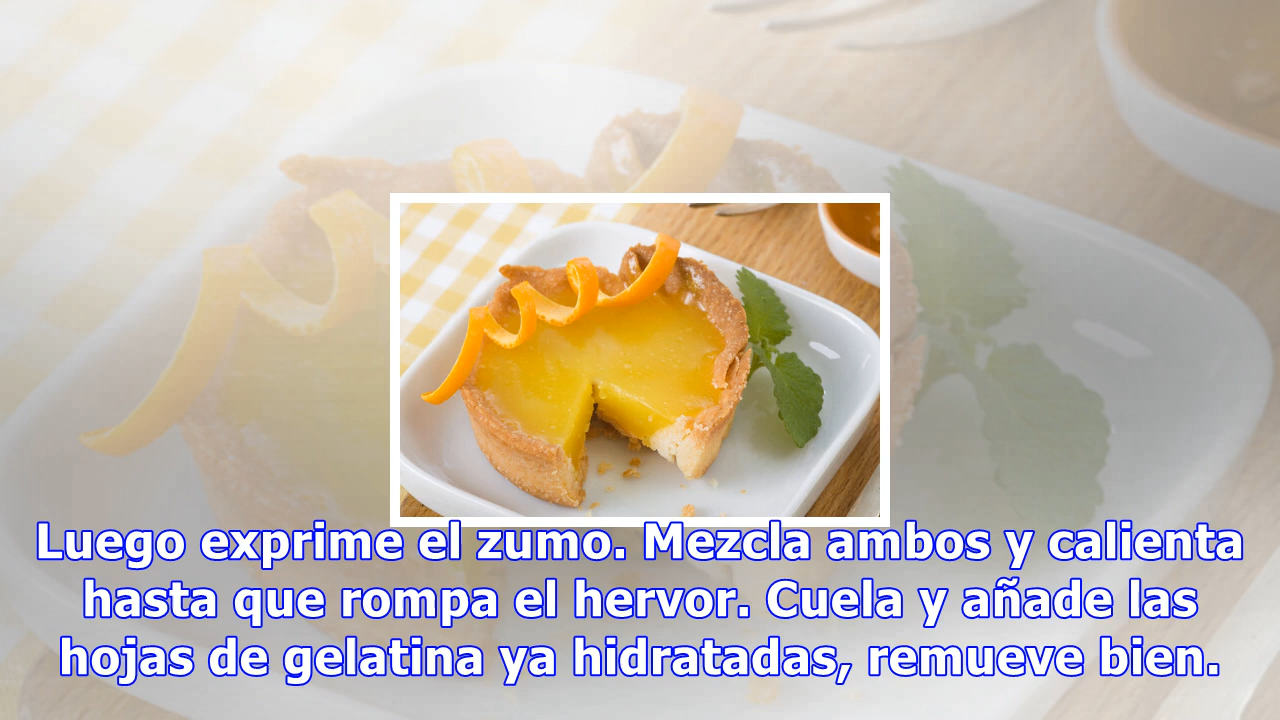 Luego exprime el zumo. Mezcla ambos y calienta
hasta que rompa el hervor. Cuela y añade las
hojas de gelatina ya hidratadas, remueve bien.